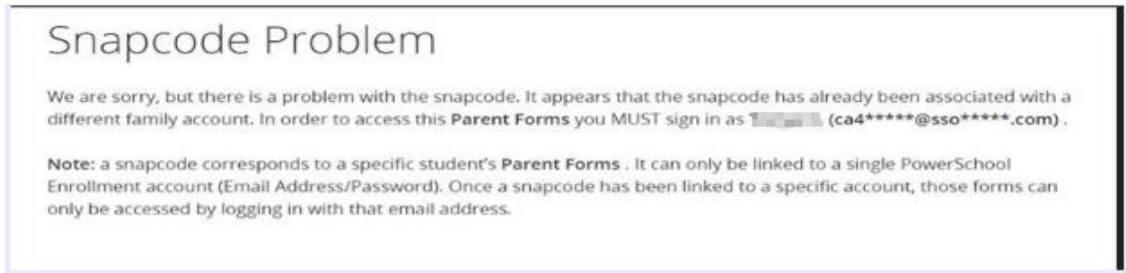 Snapcode Problem
We are sorry, but there is a problem with the snapcode. It appears that the snapcode has already been associated with a
different family account. In order to access this Parent Forms you MUST sign in as (ca4*****@sso*****.com) .
Note: a snapcode corresponds to a specific student's Parent Forms . It can only be linked to a single PowerSchool
Enrollment account (Email Address/Password). Once a snapcode has been linked to a specific account, those forms can
only be accessed by logging in with that email address.